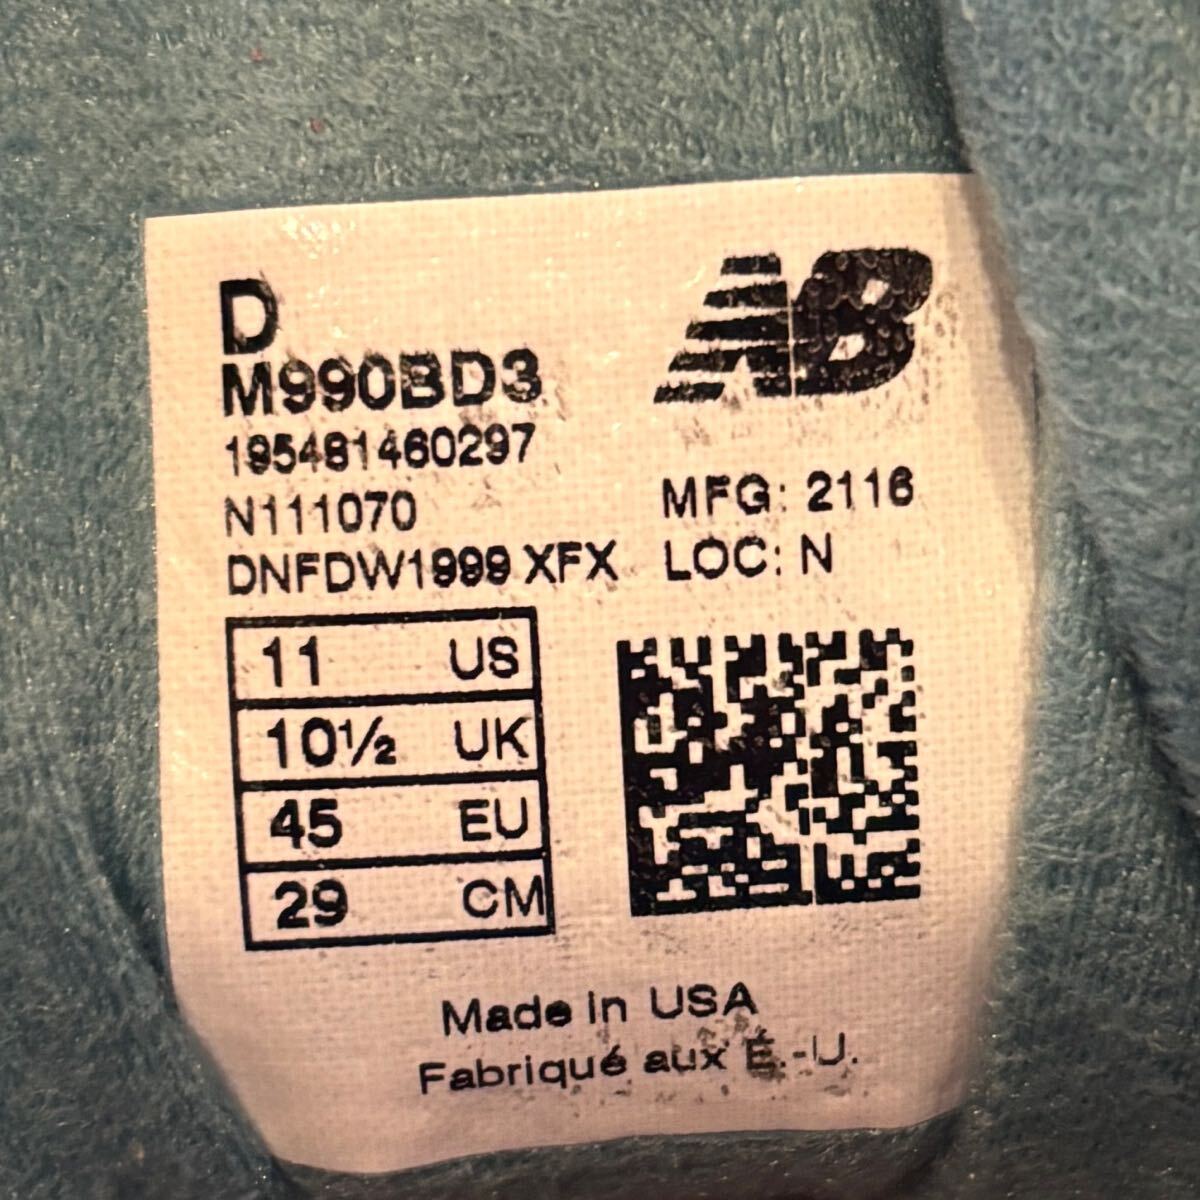 D
M990BD3
195481460297
N111070
DNFDW1999 XFX
NB
MFG: 2116
LOC: N
11 US
10½ UK
45 EU
29 CM
Made in USA
Fabriqué aux É.-U.